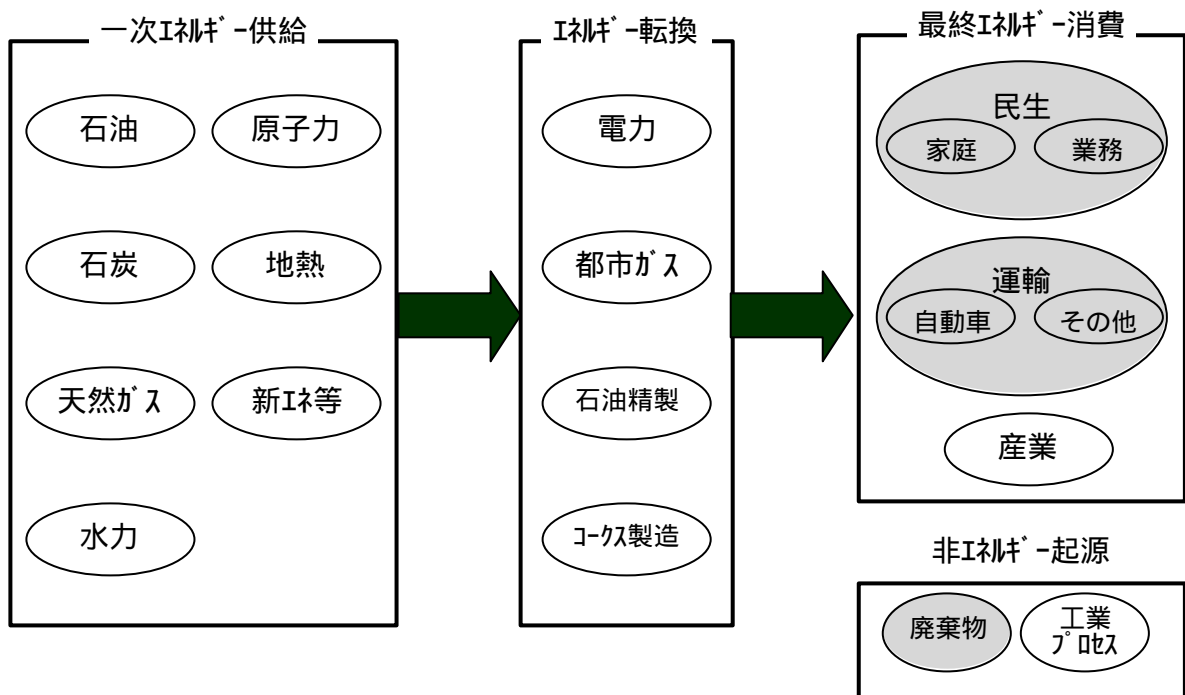 一次ｴﾈﾙｷﾞｰ供給
石油
原子力
石炭
地熱
天然ｶﾞｽ
新ｴﾈ等
水力
ｴﾈﾙｷﾞｰ転換
電力
都市ｶﾞｽ
石油精製
ｺｰｸｽ製造
最終ｴﾈﾙｷﾞｰ消費
民生
家庭
業務
運輸
自動車
その他
産業
非ｴﾈﾙｷﾞｰ起源
廃棄物
工業
ﾌﾟﾛｾｽ